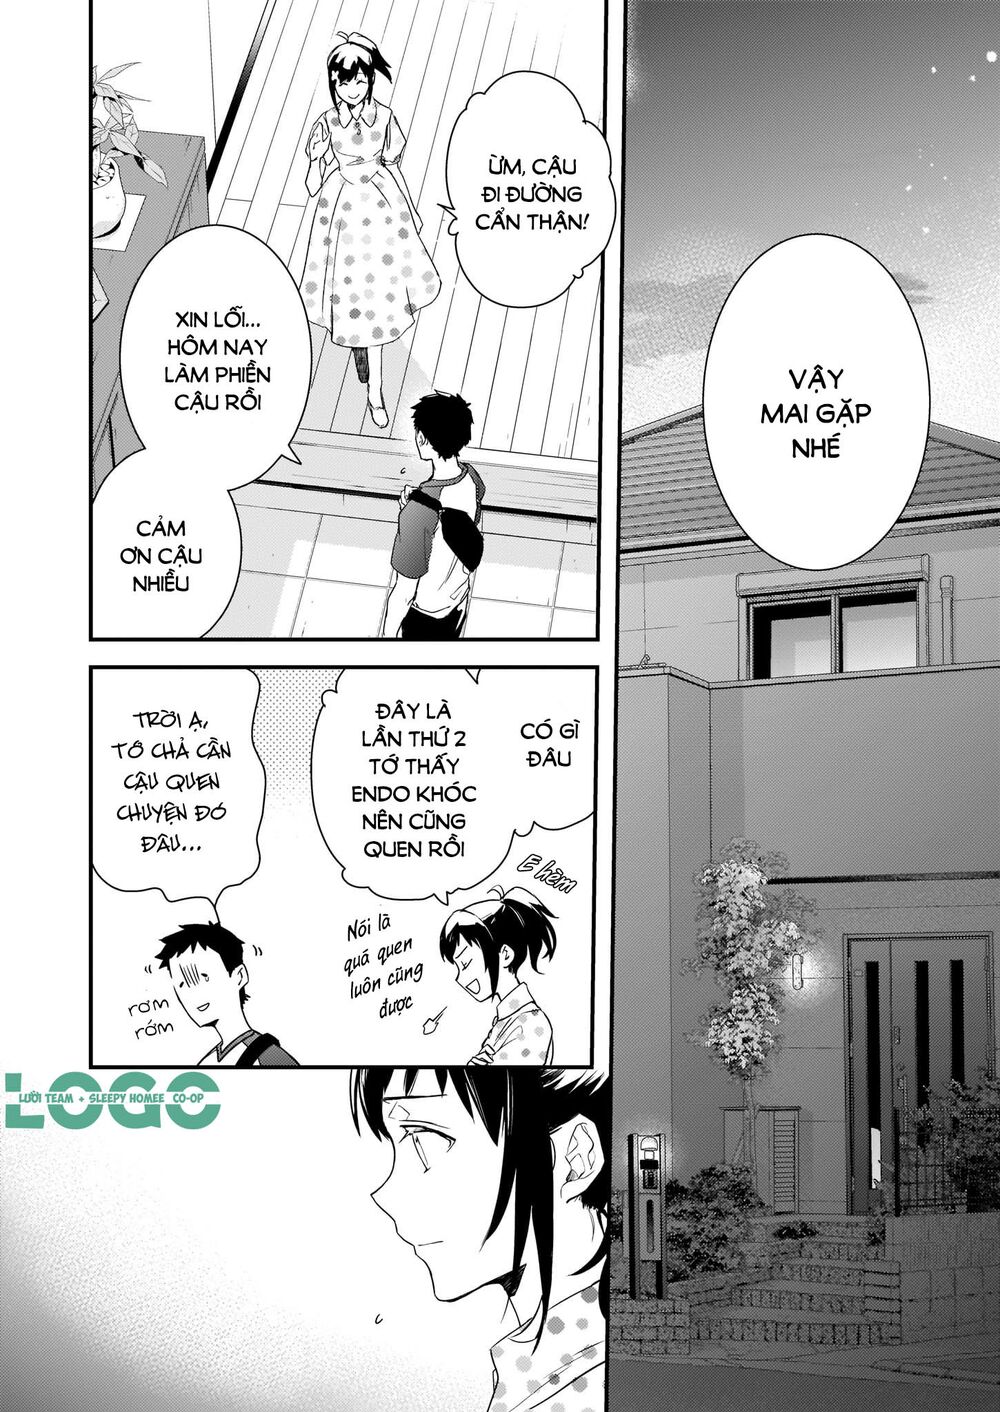 VẬY
MAI GẶP
NHÉ
ỪM, CẬU
ĐI ĐƯỜNG
CẨN THẬN!
XIN LỖI...
HÔM NAY
LÀM PHIỀN
CẬU RỒI
CẢM
ƠN CẬU
NHIỀU
CÓ GÌ
ĐÂU
ĐÂY LÀ
LẦN THỨ 2
TỚ THẤY
ENDO KHÓC
NÊN CŨNG
QUEN RỒI
E hèm
Nói là
quá quen
luôn cũng
được
TRỜI Ạ,
TỚ CHẢ CẦN
CẬU QUEN
CHUYỆN ĐÓ
ĐÂU...
rơm
rớm
LOGO
LƯỜI TEAM + SLEEPY HOMEE CO-OP